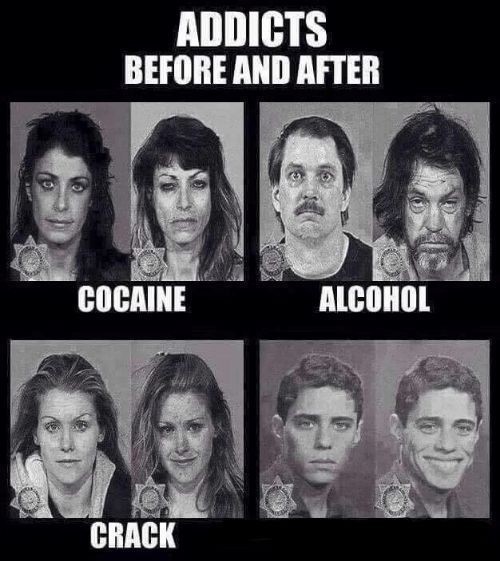 ADDICTS
BEFORE AND AFTER
COCAINE
ALCOHOL
CRACK